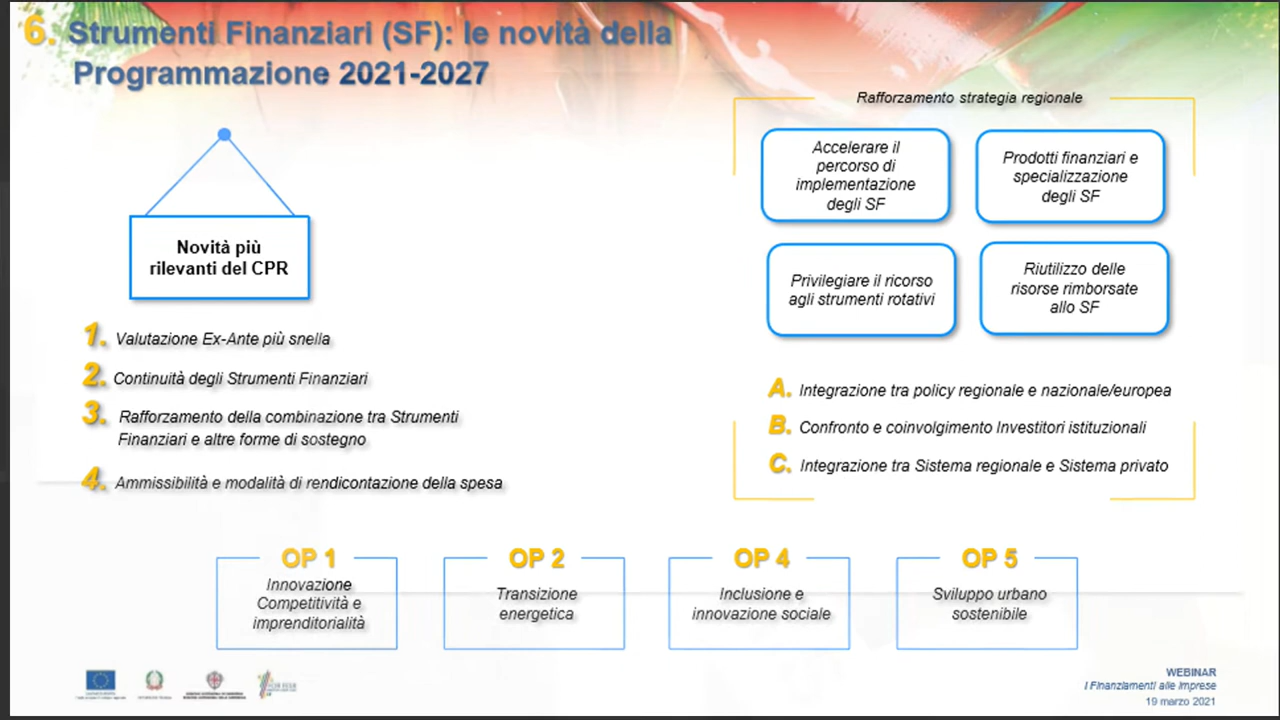 6. Strumenti Finanziari (SF): le novità della
Programmazione 2021-2027
Novità più
rilevanti del CPR
1. Valutazione Ex-Ante più snella
2. Continuità degli Strumenti Finanziari
3. Rafforzamento della combinazione tra Strumenti
Finanziari e altre forme di sostegno
4. Ammissibilità e modalità di rendicontazione della spesa
Rafforzamento strategia regionale
Accelerare il
percorso di
implementazione
degli SF
Prodotti finanziari e
specializzazione
degli SF
Privilegiare il ricorso
agli strumenti rotativi
Riutilizzo delle
risorse rimborsate
allo SF
A. Integrazione tra policy regionale e nazionale/europea
B. Confronto e coinvolgimento Investitori istituzionali
C. Integrazione tra Sistema regionale e Sistema privato
OP 1
Innovazione
Competitività e
imprenditorialità
OP 2
Transizione
energetica
OP 4
Inclusione e
innovazione sociale
OP 5
Sviluppo urbano
sostenibile
WEBINAR
I Finanziamenti alle Imprese
19 marzo 2021